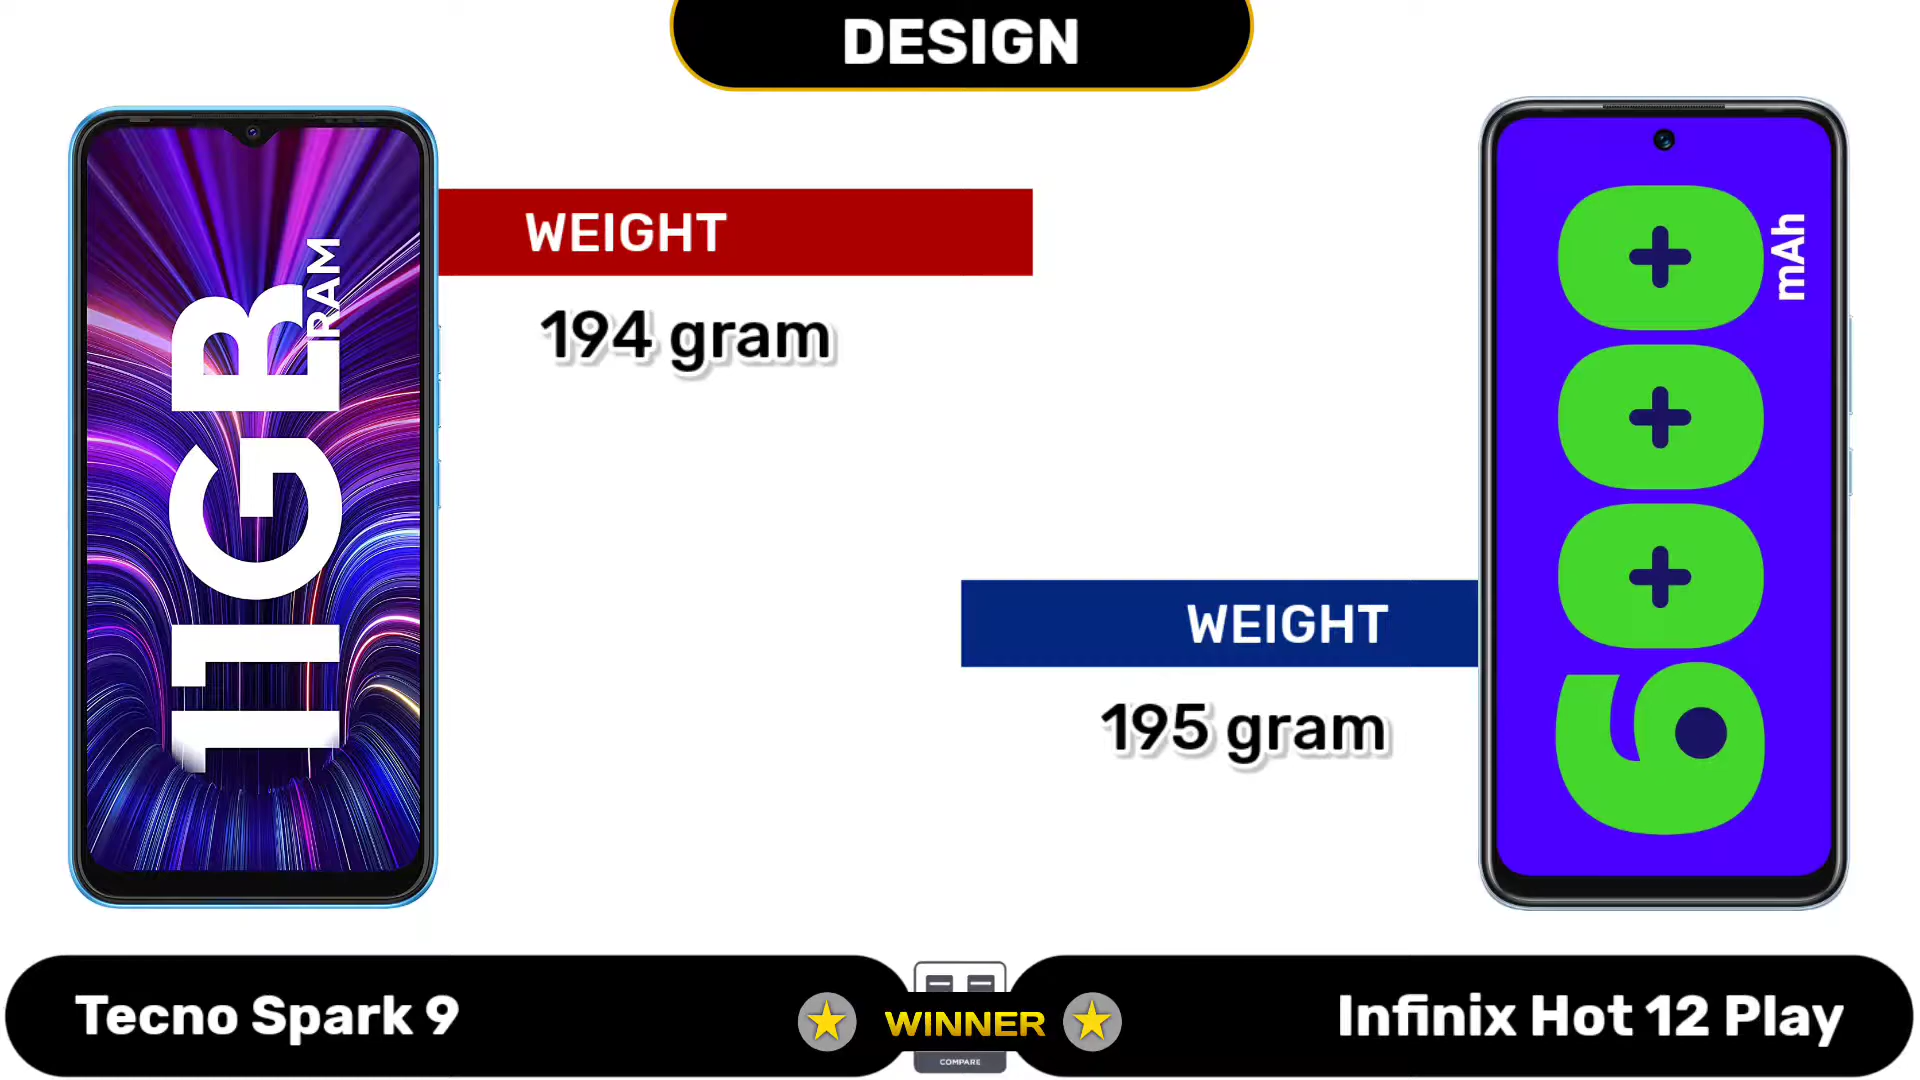 DESIGN
11GB
RAM
WEIGHT
194 gram
6000
mAh
WEIGHT
195 gram
Tecno Spark 9
WINNER
COMPARE
Infinix Hot 12 Play